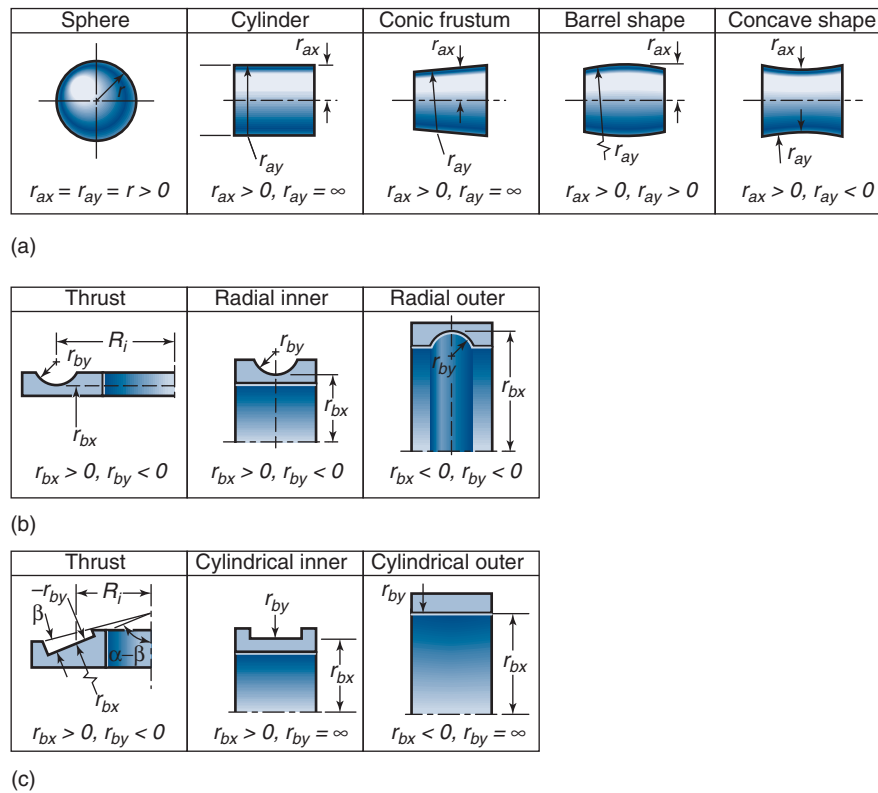 Sphere
Cylinder
Conic frustum
Barrel shape
Concave shape
r
r_ax
r_ay
r_ax
r_ay
r_ax
r_ay
r_ax
r_ay
r_ax = r_ay = r > 0
r_ax > 0, r_ay = ∞
r_ax > 0, r_ay = ∞
r_ax > 0, r_ay > 0
r_ax > 0, r_ay < 0
(a)
Thrust
Radial inner
Radial outer
R_i
r_by
r_bx
r_by
r_bx
r_by
r_bx
r_bx > 0, r_by < 0
r_bx > 0, r_by < 0
r_bx < 0, r_by < 0
(b)
Thrust
Cylindrical inner
Cylindrical outer
–r_by
R_i
β
α–β
r_bx
r_by
r_bx
r_by
r_bx
r_bx > 0, r_by < 0
r_bx > 0, r_by = ∞
r_bx < 0, r_by = ∞
(c)